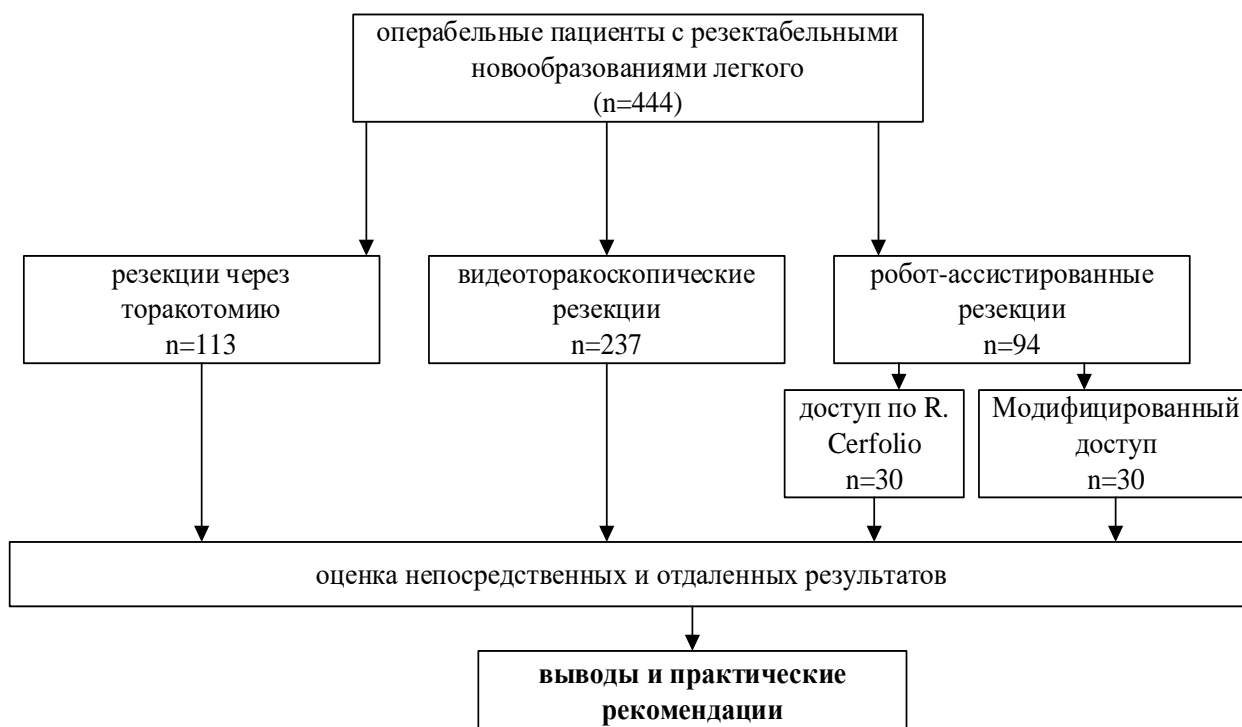 операбельные пациенты с резектабельными
новообразованиями легкого
(n=444)
резекции через
торакотомию
n=113
видеоторакоскопические
резекции
n=237
робот-ассистированные
резекции
n=94
доступ по R.
Cerfolio
n=30
Модифицированный
доступ
n=30
оценка непосредственных и отдаленных результатов
выводы и практические
рекомендации